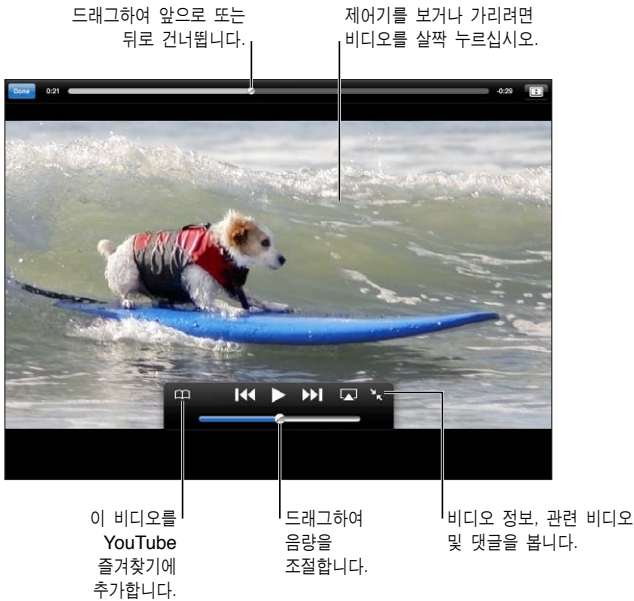 드래그하여 앞으로 또는
뒤로 건너뜁니다.
제어기를 보거나 가리려면
비디오를 살짝 누르십시오.
Done
0:21
-0:29
이 비디오를
YouTube
즐겨찾기에
추가합니다.
드래그하여
음량을
조절합니다.
비디오 정보, 관련 비디오
및 댓글을 봅니다.